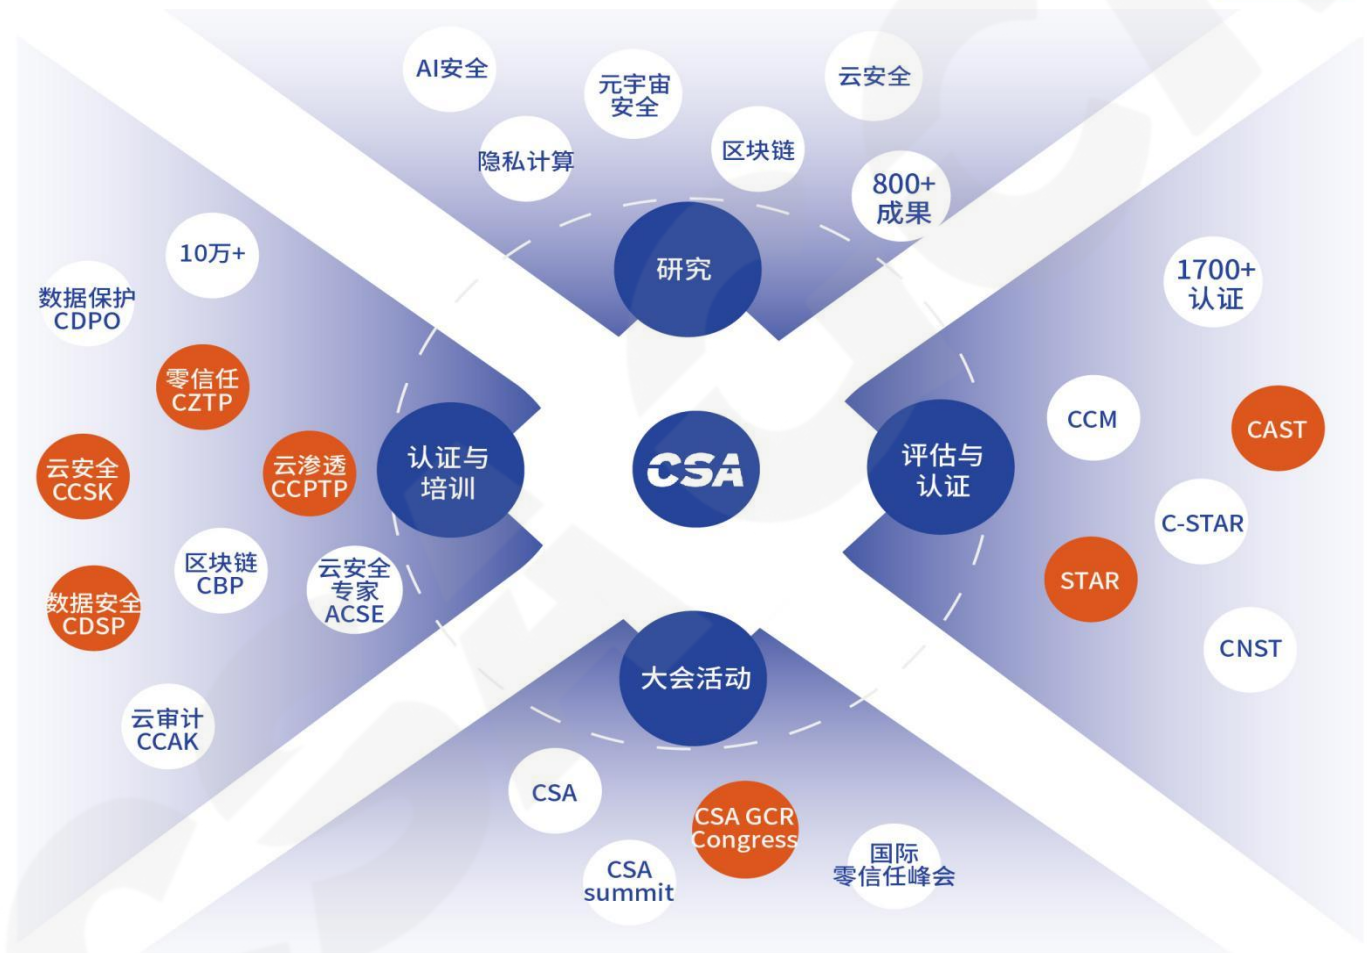 AI安全
元宇宙
安全
云安全
隐私计算
区块链
800+
成果
研究
10万+
数据保护
CDPO
零信任
CZTP
云安全
CCSK
云渗透
CCPTP
认证与
培训
区块链
CBP
云安全
专家
ACSE
数据安全
CDSP
云审计
CCAK
CSA
评估与
认证
1700+
认证
CCM
CAST
C-STAR
STAR
CNST
大会活动
CSA
CSA
summit
CSA GCR
Congress
国际
零信任峰会